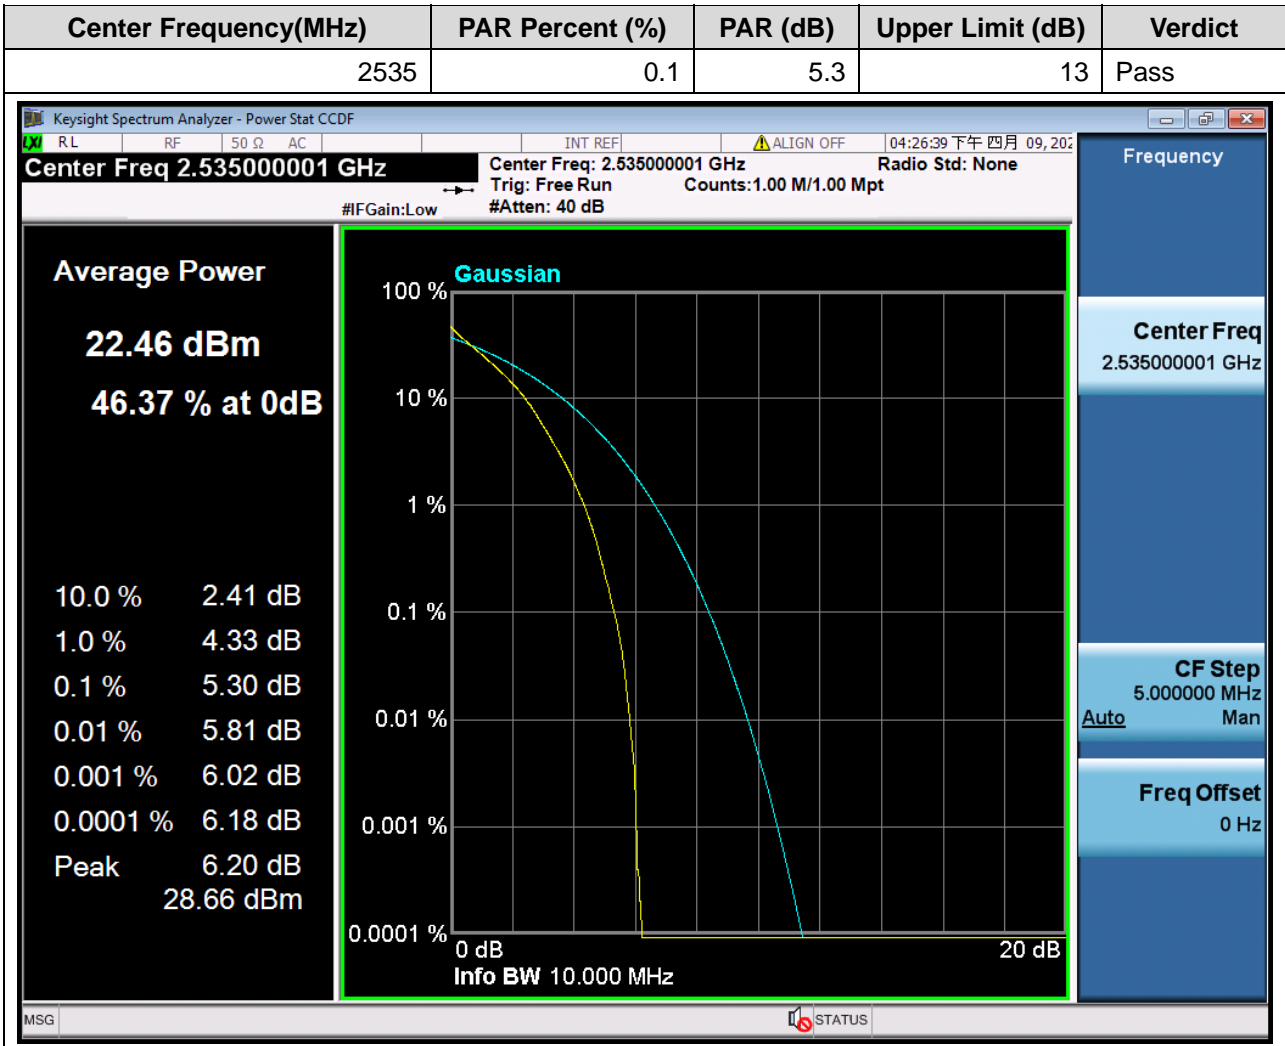 Center Frequency(MHz) PAR Percent (%) PAR (dB) Upper Limit (dB) Verdict
2535 0.1 5.3 13 Pass
Keysight Spectrum Analyzer - Power Stat CCDF
LXI RL RF 50 Ω AC INT REF ALIGN OFF 04:26:39 下午 四月 09, 202
Center Freq 2.535000001 GHz
Center Freq: 2.535000001 GHz Radio Std: None
Trig: Free Run Counts:1.00 M/1.00 Mpt
#IFGain:Low #Atten: 40 dB
Average Power
22.46 dBm
46.37 % at 0dB
10.0 % 2.41 dB
1.0 % 4.33 dB
0.1 % 5.30 dB
0.01 % 5.81 dB
0.001 % 6.02 dB
0.0001 % 6.18 dB
Peak 6.20 dB
28.66 dBm
Gaussian
100 %
10 %
1 %
0.1 %
0.01 %
0.001 %
0.0001 %
0 dB 20 dB
Info BW 10.000 MHz
Frequency
Center Freq
2.535000001 GHz
CF Step
5.000000 MHz
Auto Man
Freq Offset
0 Hz
MSG STATUS